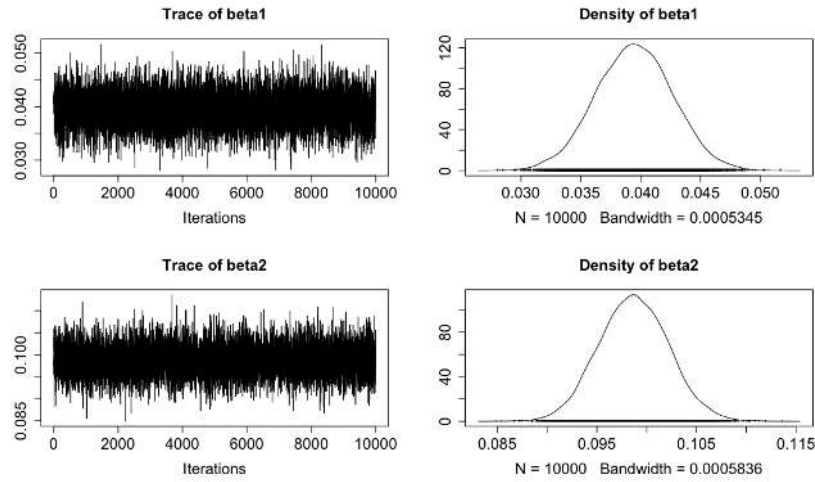 Trace of beta1
0.050
0.040
0.030
0 2000 4000 6000 8000 10000
Iterations
Density of beta1
120
80
40
0
0.030 0.035 0.040 0.045 0.050
N = 10000 Bandwidth = 0.0005345
Trace of beta2
0.100
0.085
0 2000 4000 6000 8000 10000
Iterations
Density of beta2
80
40
0
0.085 0.095 0.105 0.115
N = 10000 Bandwidth = 0.0005836